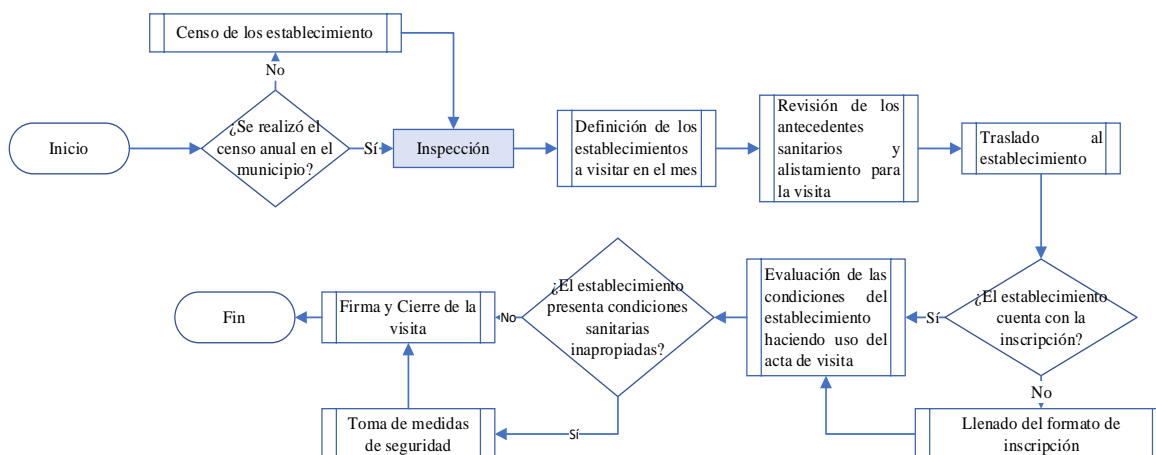 Censo de los establecimiento
No
Inicio
¿Se realizó el
censo anual en el
municipio?
Sí
Inspección
Definición de los
establecimientos
a visitar en el mes
Revisión de los
antecedentes
sanitarios y
alistamiento para
la visita
Traslado al
establecimiento
¿El establecimiento
cuenta con la
inscripción?
Sí
No
Llenado del formato de
inscripción
Evaluación de las
condiciones del
establecimiento
haciendo uso del
acta de visita
¿El establecimiento
presenta condiciones
sanitarias
inapropiadas?
No
Sí
Toma de medidas
de seguridad
Firma y Cierre de la
visita
Fin